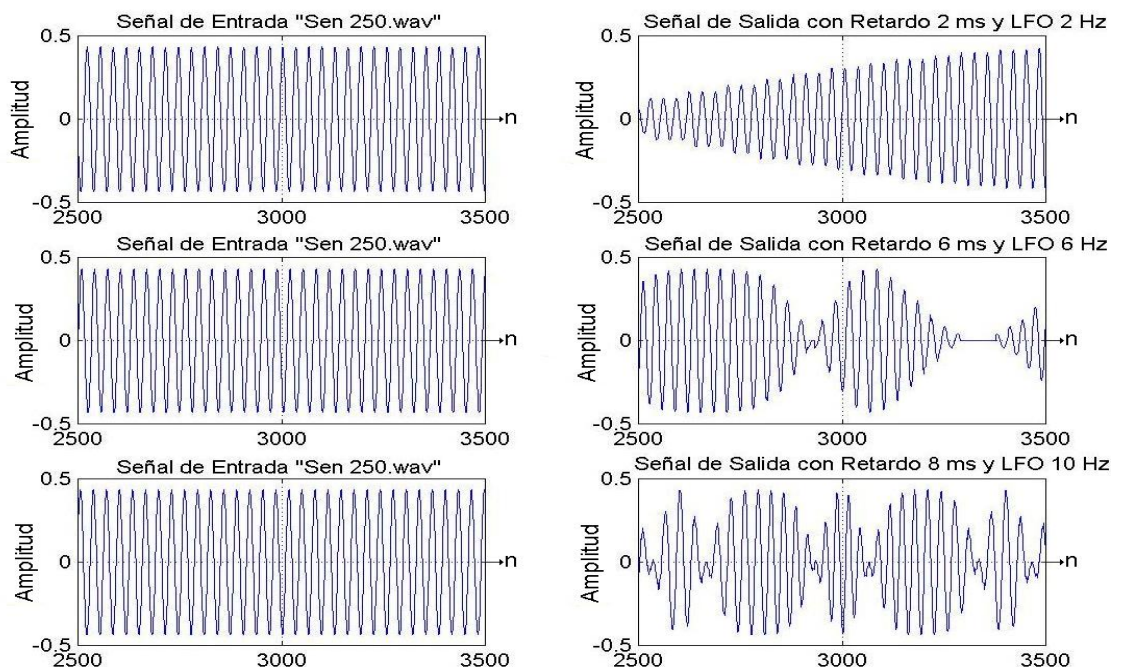 Señal de Entrada "Sen 250.wav"
0.5
Amplitud
0
n
-0.5
2500
3000
3500
Señal de Salida con Retardo 2 ms y LFO 2 Hz
0.5
Amplitud
0
n
-0.5
2500
3000
3500
Señal de Entrada "Sen 250.wav"
0.5
Amplitud
0
n
-0.5
2500
3000
3500
Señal de Salida con Retardo 6 ms y LFO 6 Hz
0.5
Amplitud
0
n
-0.5
2500
3000
3500
Señal de Entrada "Sen 250.wav"
0.5
Amplitud
0
n
0.5
2500
3000
3500
Señal de Salida con Retardo 8 ms y LFO 10 Hz
0.5
Amplitud
0
n
0.5
2500
3000
3500